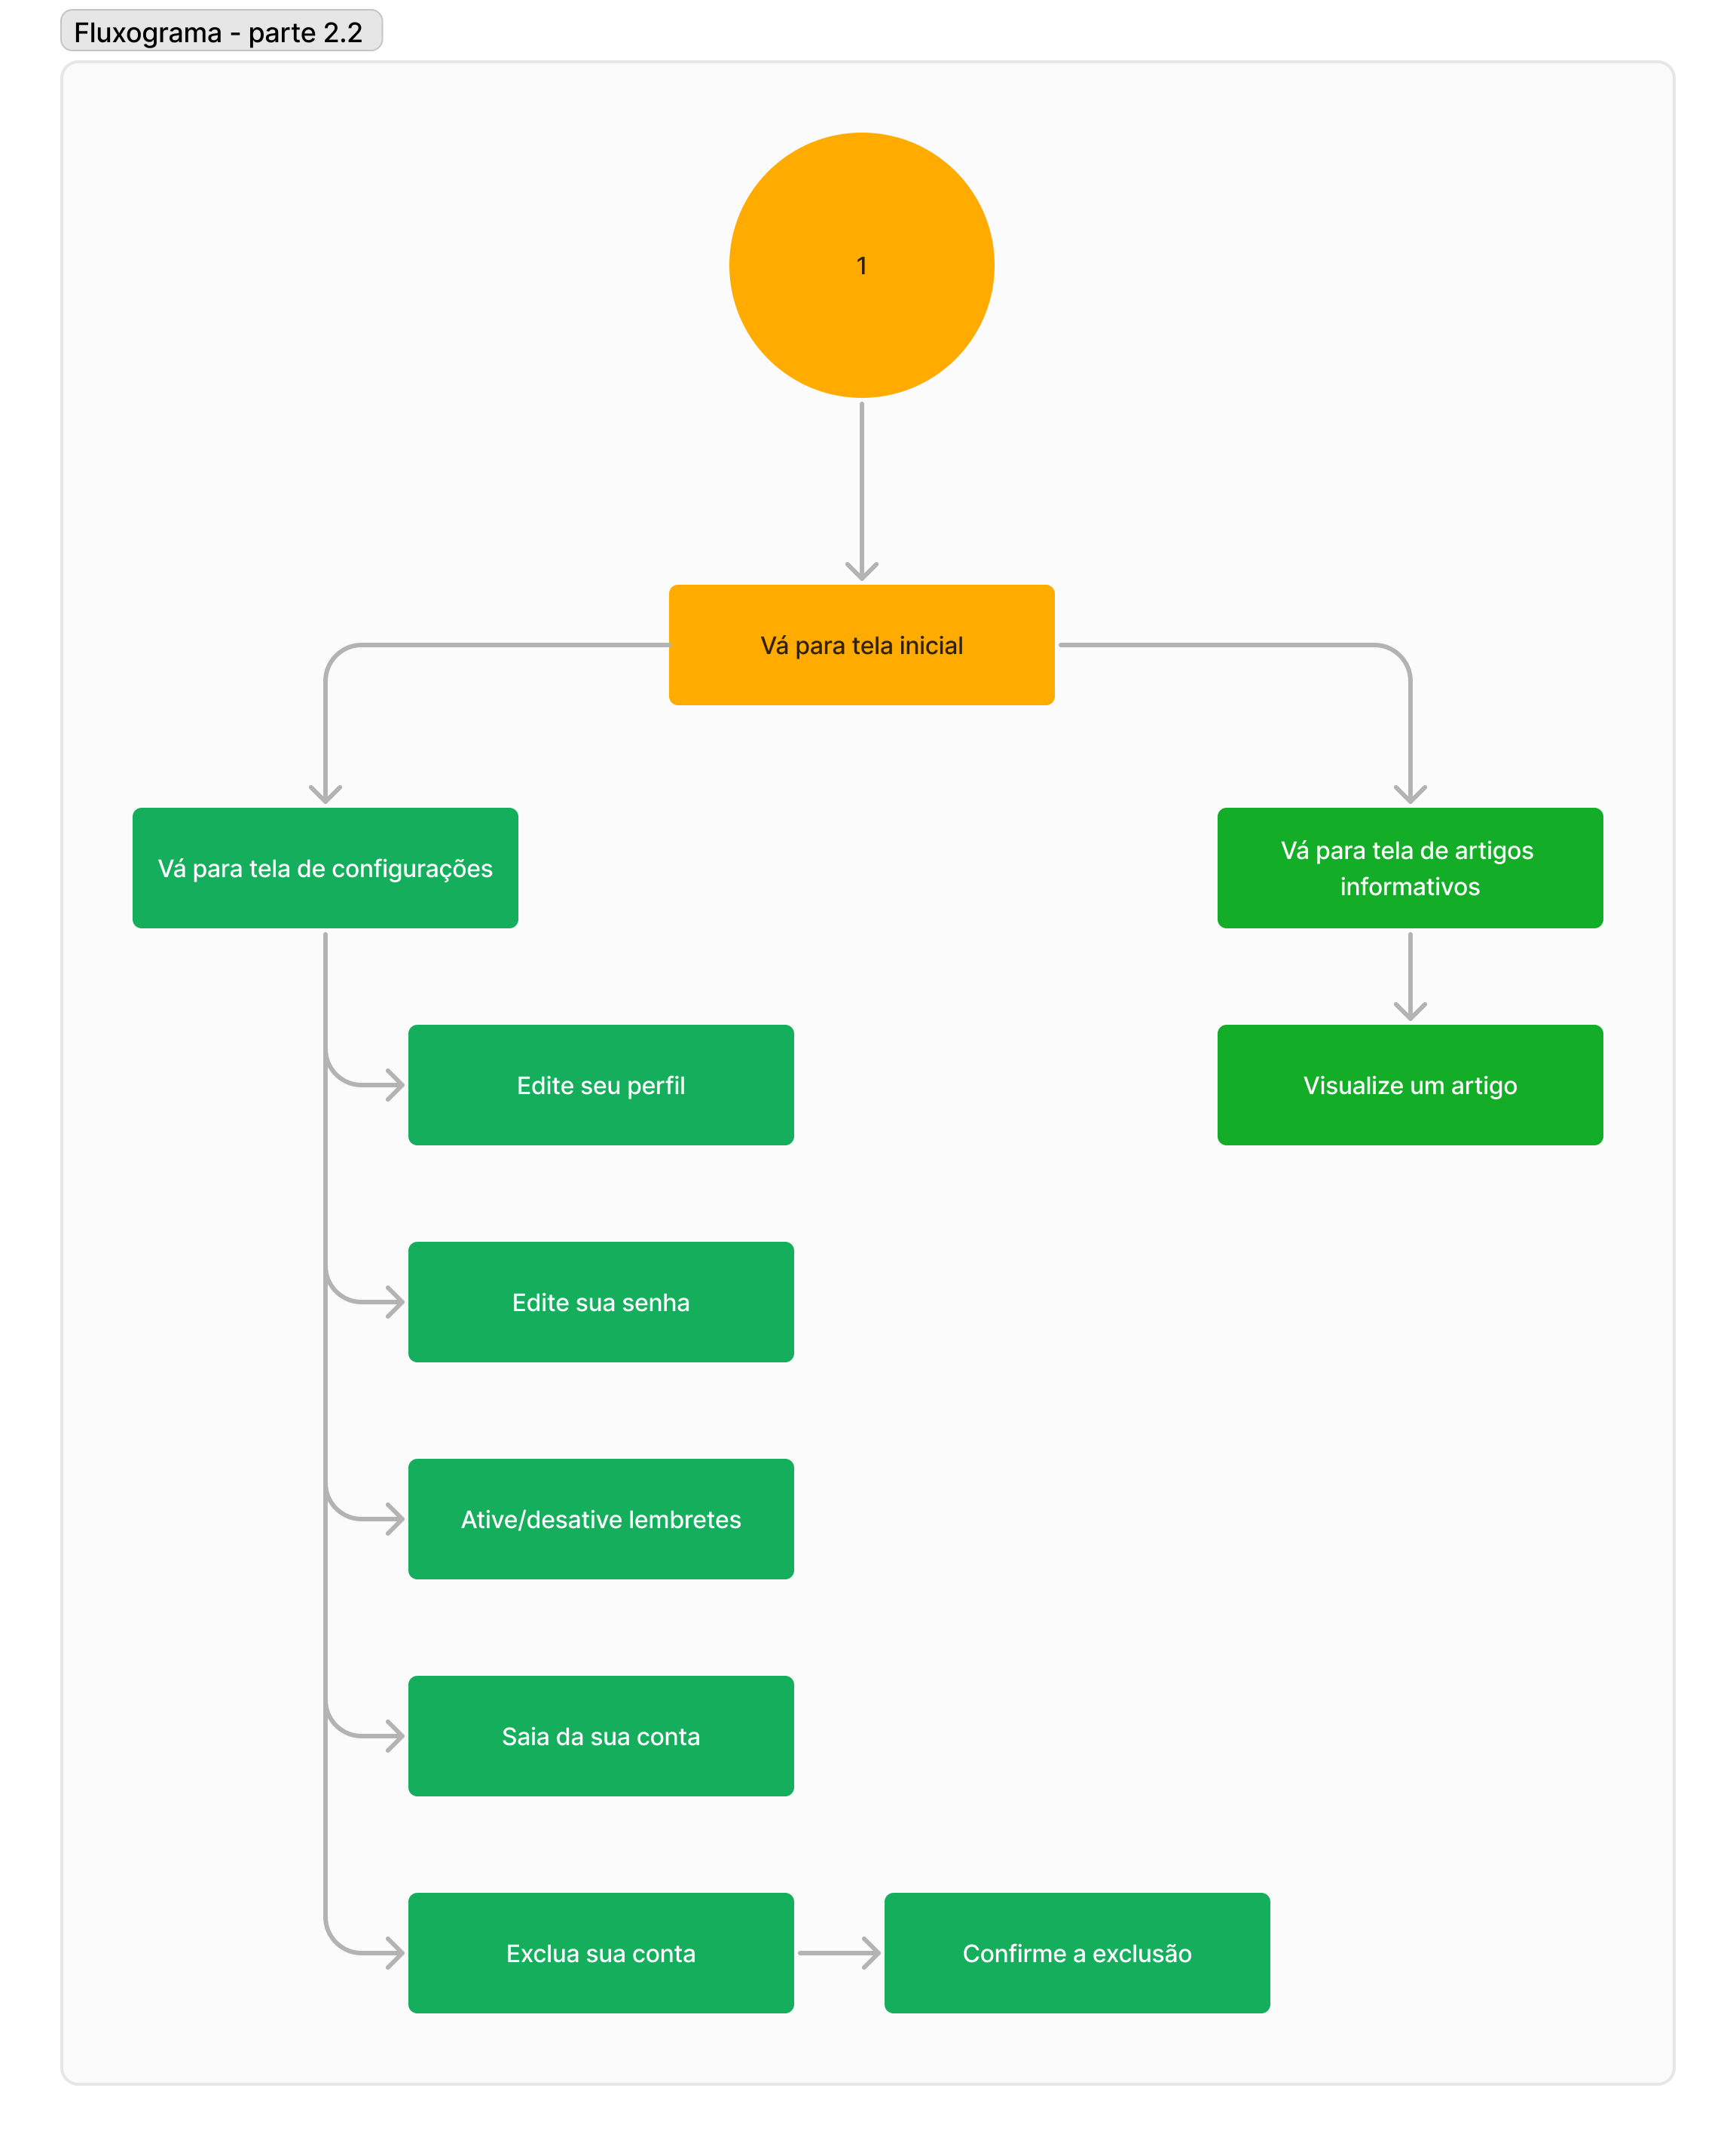 Fluxograma - parte 2.2
1
Vá para tela inicial
Vá para tela de configurações
Vá para tela de artigos
informativos
Edite seu perfil
Visualize um artigo
Edite sua senha
Ative/desative lembretes
Saia da sua conta
Exclua sua conta
Confirme a exclusão